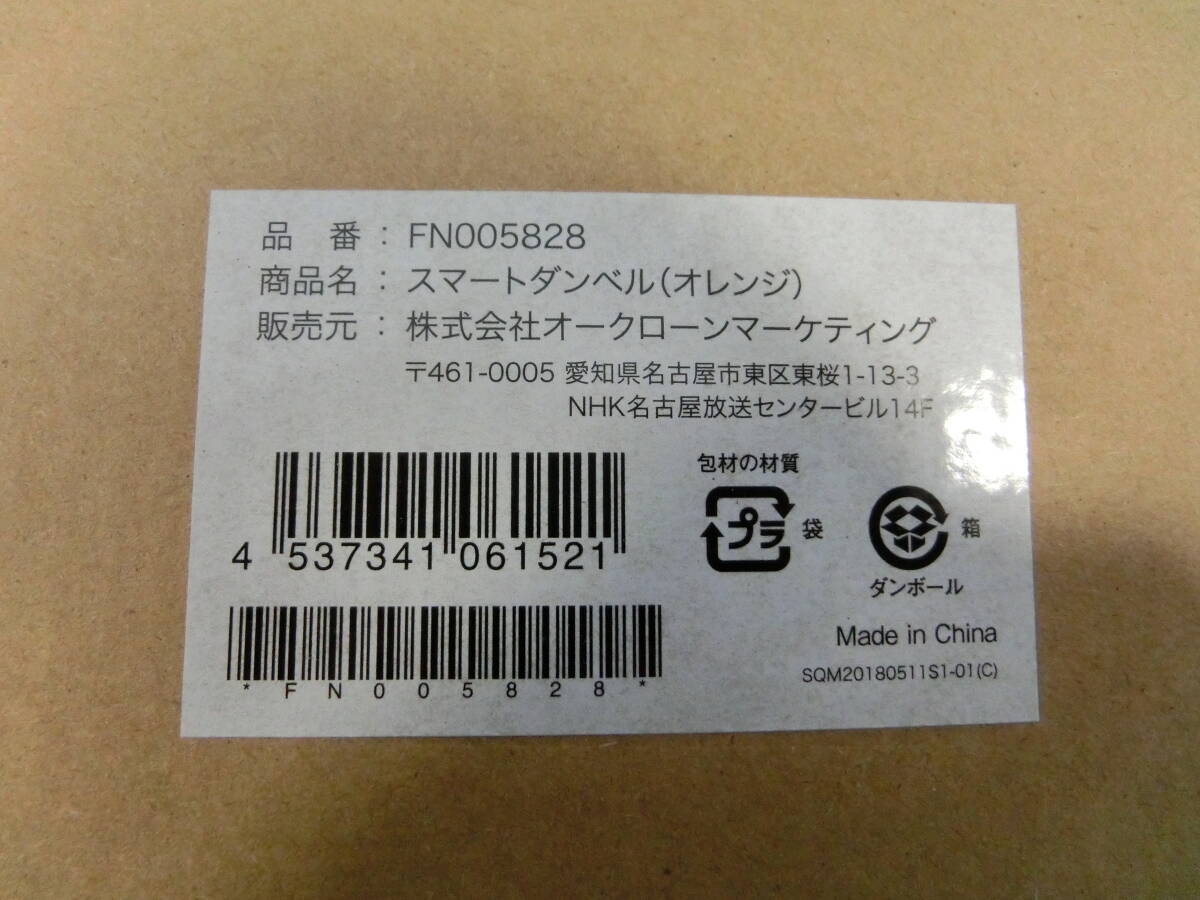 品 番 : FN005828
商品名 : スマートダンベル(オレンジ)
販売元 : 株式会社オークローンマーケティング
〒461-0005 愛知県名古屋市東区東桜1-13-3
NHK名古屋放送センタービル14F
包材の材質
プラ 袋
箱
ダンボール
4 537341 061521
*FN005828*
Made in China
SQM20180511S1-01(C)